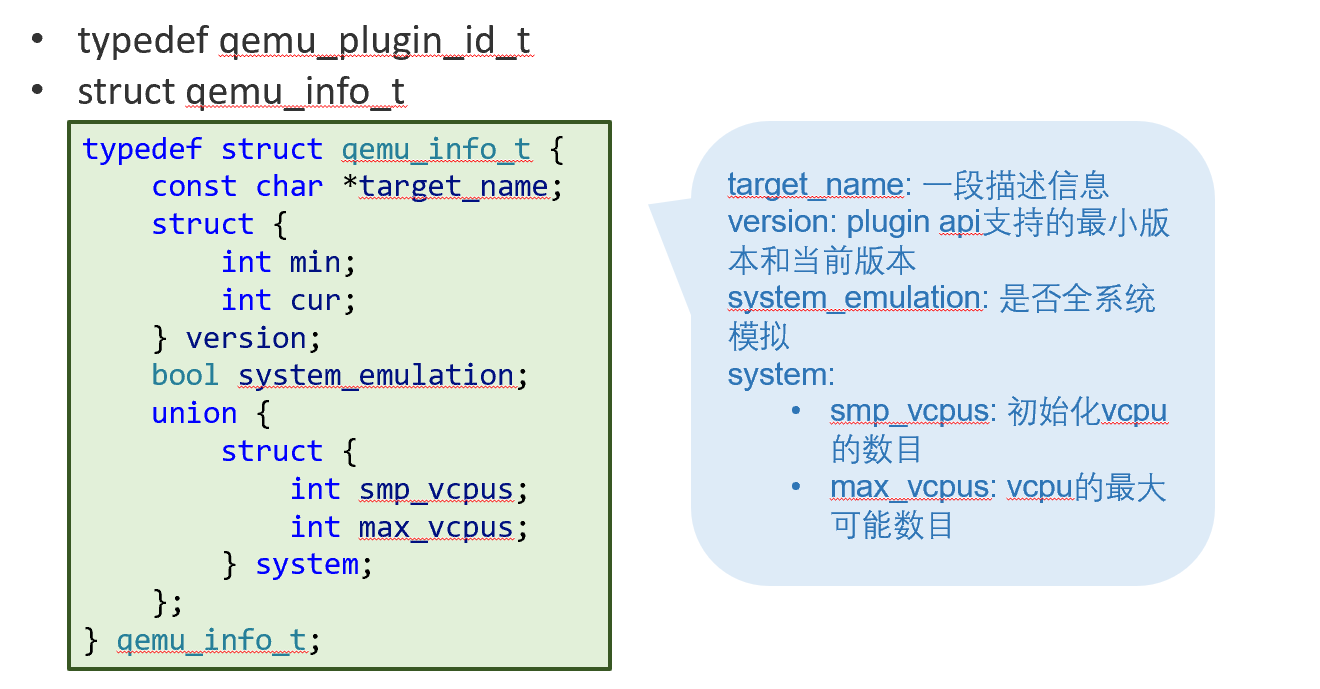 • typedef qemu_plugin_id_t
• struct qemu_info_t
typedef struct qemu_info_t {
    const char *target_name;
    struct {
        int min;
        int cur;
    } version;
    bool system_emulation;
    union {
        struct {
            int smp_vcpus;
            int max_vcpus;
        } system;
    };
} qemu_info_t;
target_name: 一段描述信息
version: plugin api支持的最小版
本和当前版本
system_emulation: 是否全系统
模拟
system:
• smp_vcpus: 初始化vcpu
的数目
• max_vcpus: vcpu的最大
可能数目